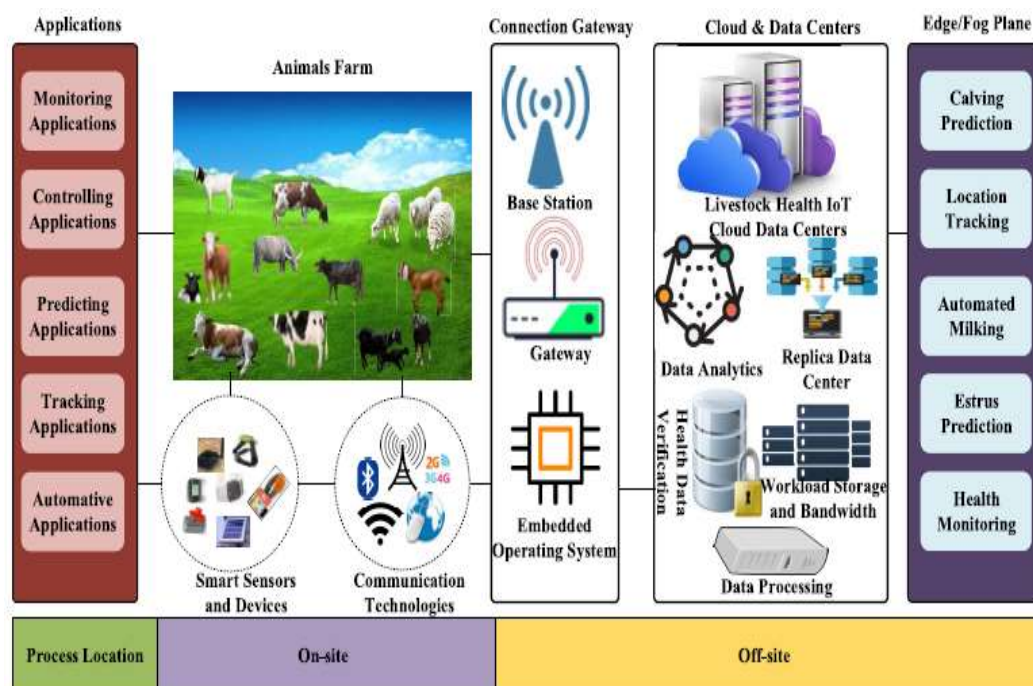 Applications
Monitoring
Applications
Controlling
Applications
Predicting
Applications
Tracking
Applications
Automative
Applications
Animals Farm
Smart Sensors
and Devices
2G
3G4G
Communication
Technologies
Connection Gateway
Base Station
Gateway
Embedded
Operating System
Cloud & Data Centers
Livestock Health IoT
Cloud Data Centers
Data Analytics
Replica Data
Center
Health Data
Verification
Workload Storage
and Bandwidth
Data Processing
Edge/Fog Plane
Calving
Prediction
Location
Tracking
Automated
Milking
Estrus
Prediction
Health
Monitoring
Process Location
On-site
Off-site